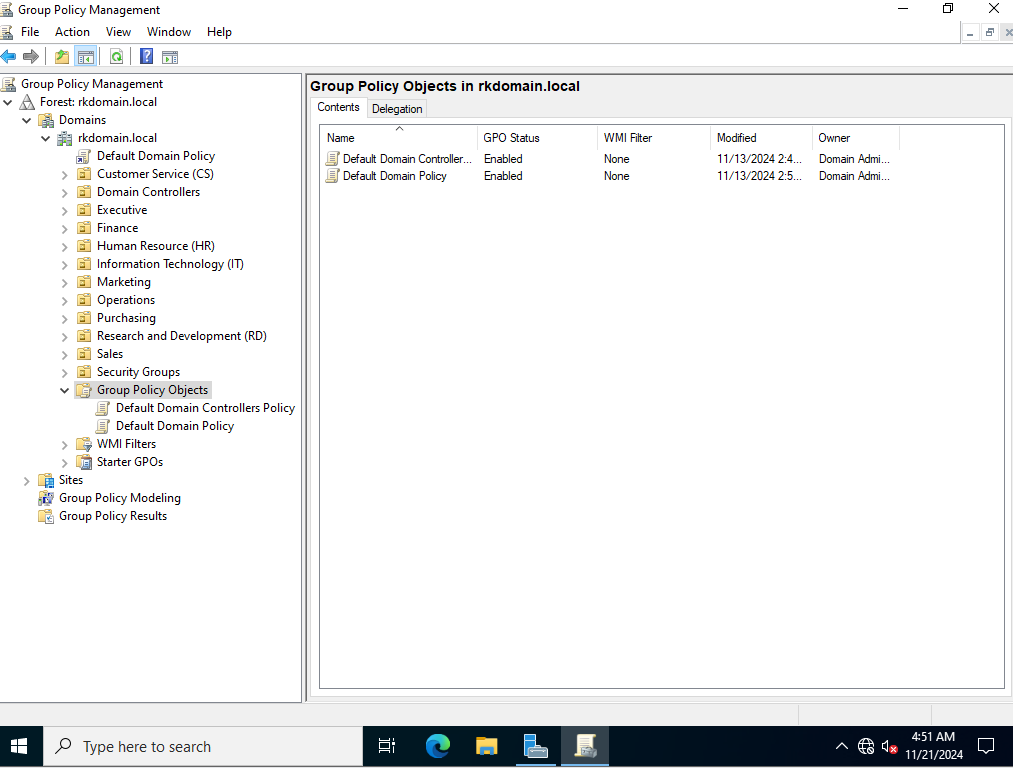 Group Policy Management
File Action View Window Help
Group Policy Management
Forest: rkdomain.local
Domains
rkdomain.local
Default Domain Policy
Customer Service (CS)
Domain Controllers
Executive
Finance
Human Resource (HR)
Information Technology (IT)
Marketing
Operations
Purchasing
Research and Development (RD)
Sales
Security Groups
Group Policy Objects
Default Domain Controllers Policy
Default Domain Policy
WMI Filters
Starter GPOs
Sites
Group Policy Modeling
Group Policy Results
Group Policy Objects in rkdomain.local
Contents Delegation
Name GPO Status WMI Filter Modified Owner
Default Domain Controller... Enabled None 11/13/2024 2:4... Domain Admi...
Default Domain Policy Enabled None 11/13/2024 2:5... Domain Admi...
Type here to search
4:51 AM
11/21/2024